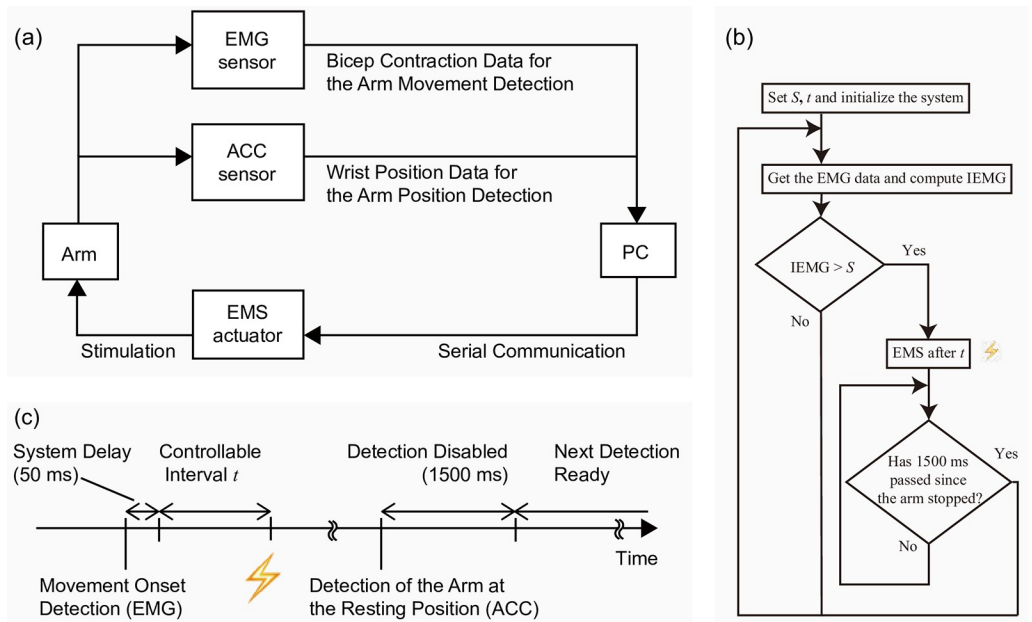 (a)
EMG
sensor
Bicep Contraction Data for
the Arm Movement Detection
ACC
sensor
Wrist Position Data for
the Arm Position Detection
Arm
PC
EMS
actuator
Stimulation
Serial Communication
(b)
Set S, t and initialize the system
Get the EMG data and compute IEMG
IEMG > S
Yes
No
EMS after t
Has 1500 ms
passed since
the arm stopped?
Yes
No
(c)
System Delay
(50 ms)
Controllable
Interval t
Detection Disabled
(1500 ms)
Next Detection
Ready
Time
Movement Onset
Detection (EMG)
Detection of the Arm at
the Resting Position (ACC)